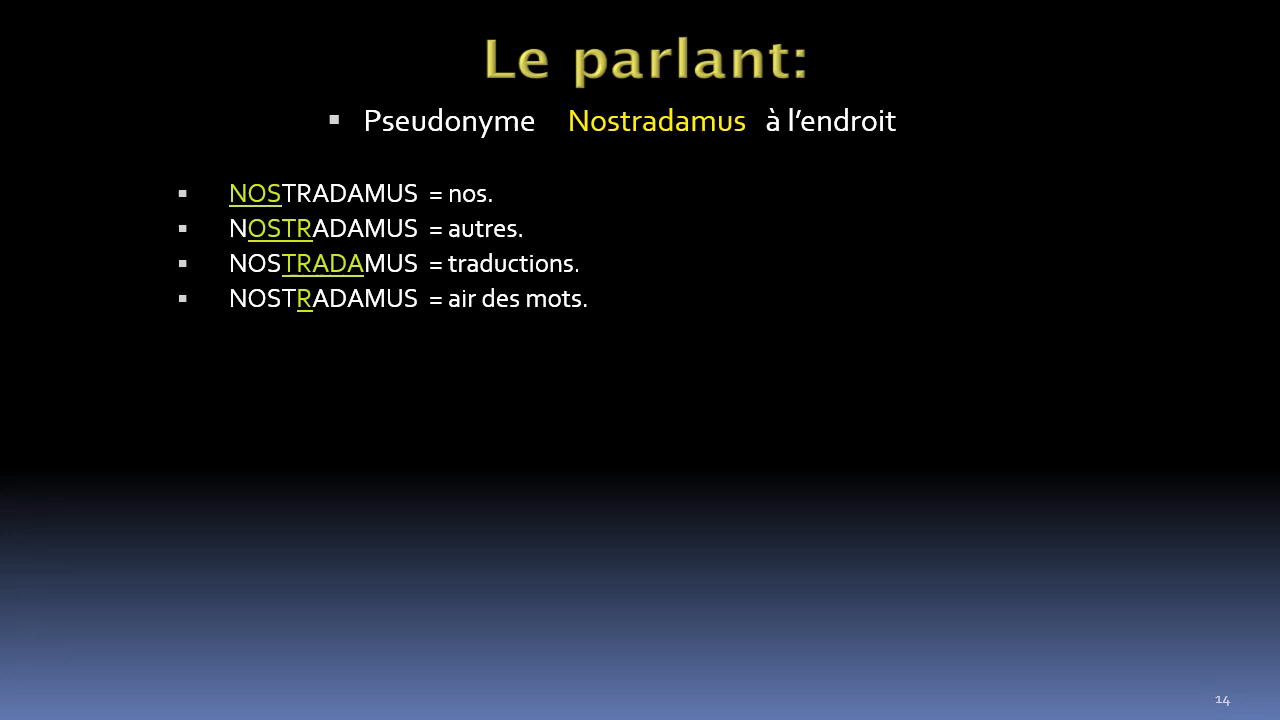 Le parlant:
▪ Pseudonyme Nostradamus à l’endroit
▪ NOSTRADAMUS = nos.
▪ NOSTRADAMUS = autres.
▪ NOSTRADAMUS = traductions.
▪ NOSTRADAMUS = air des mots.
14